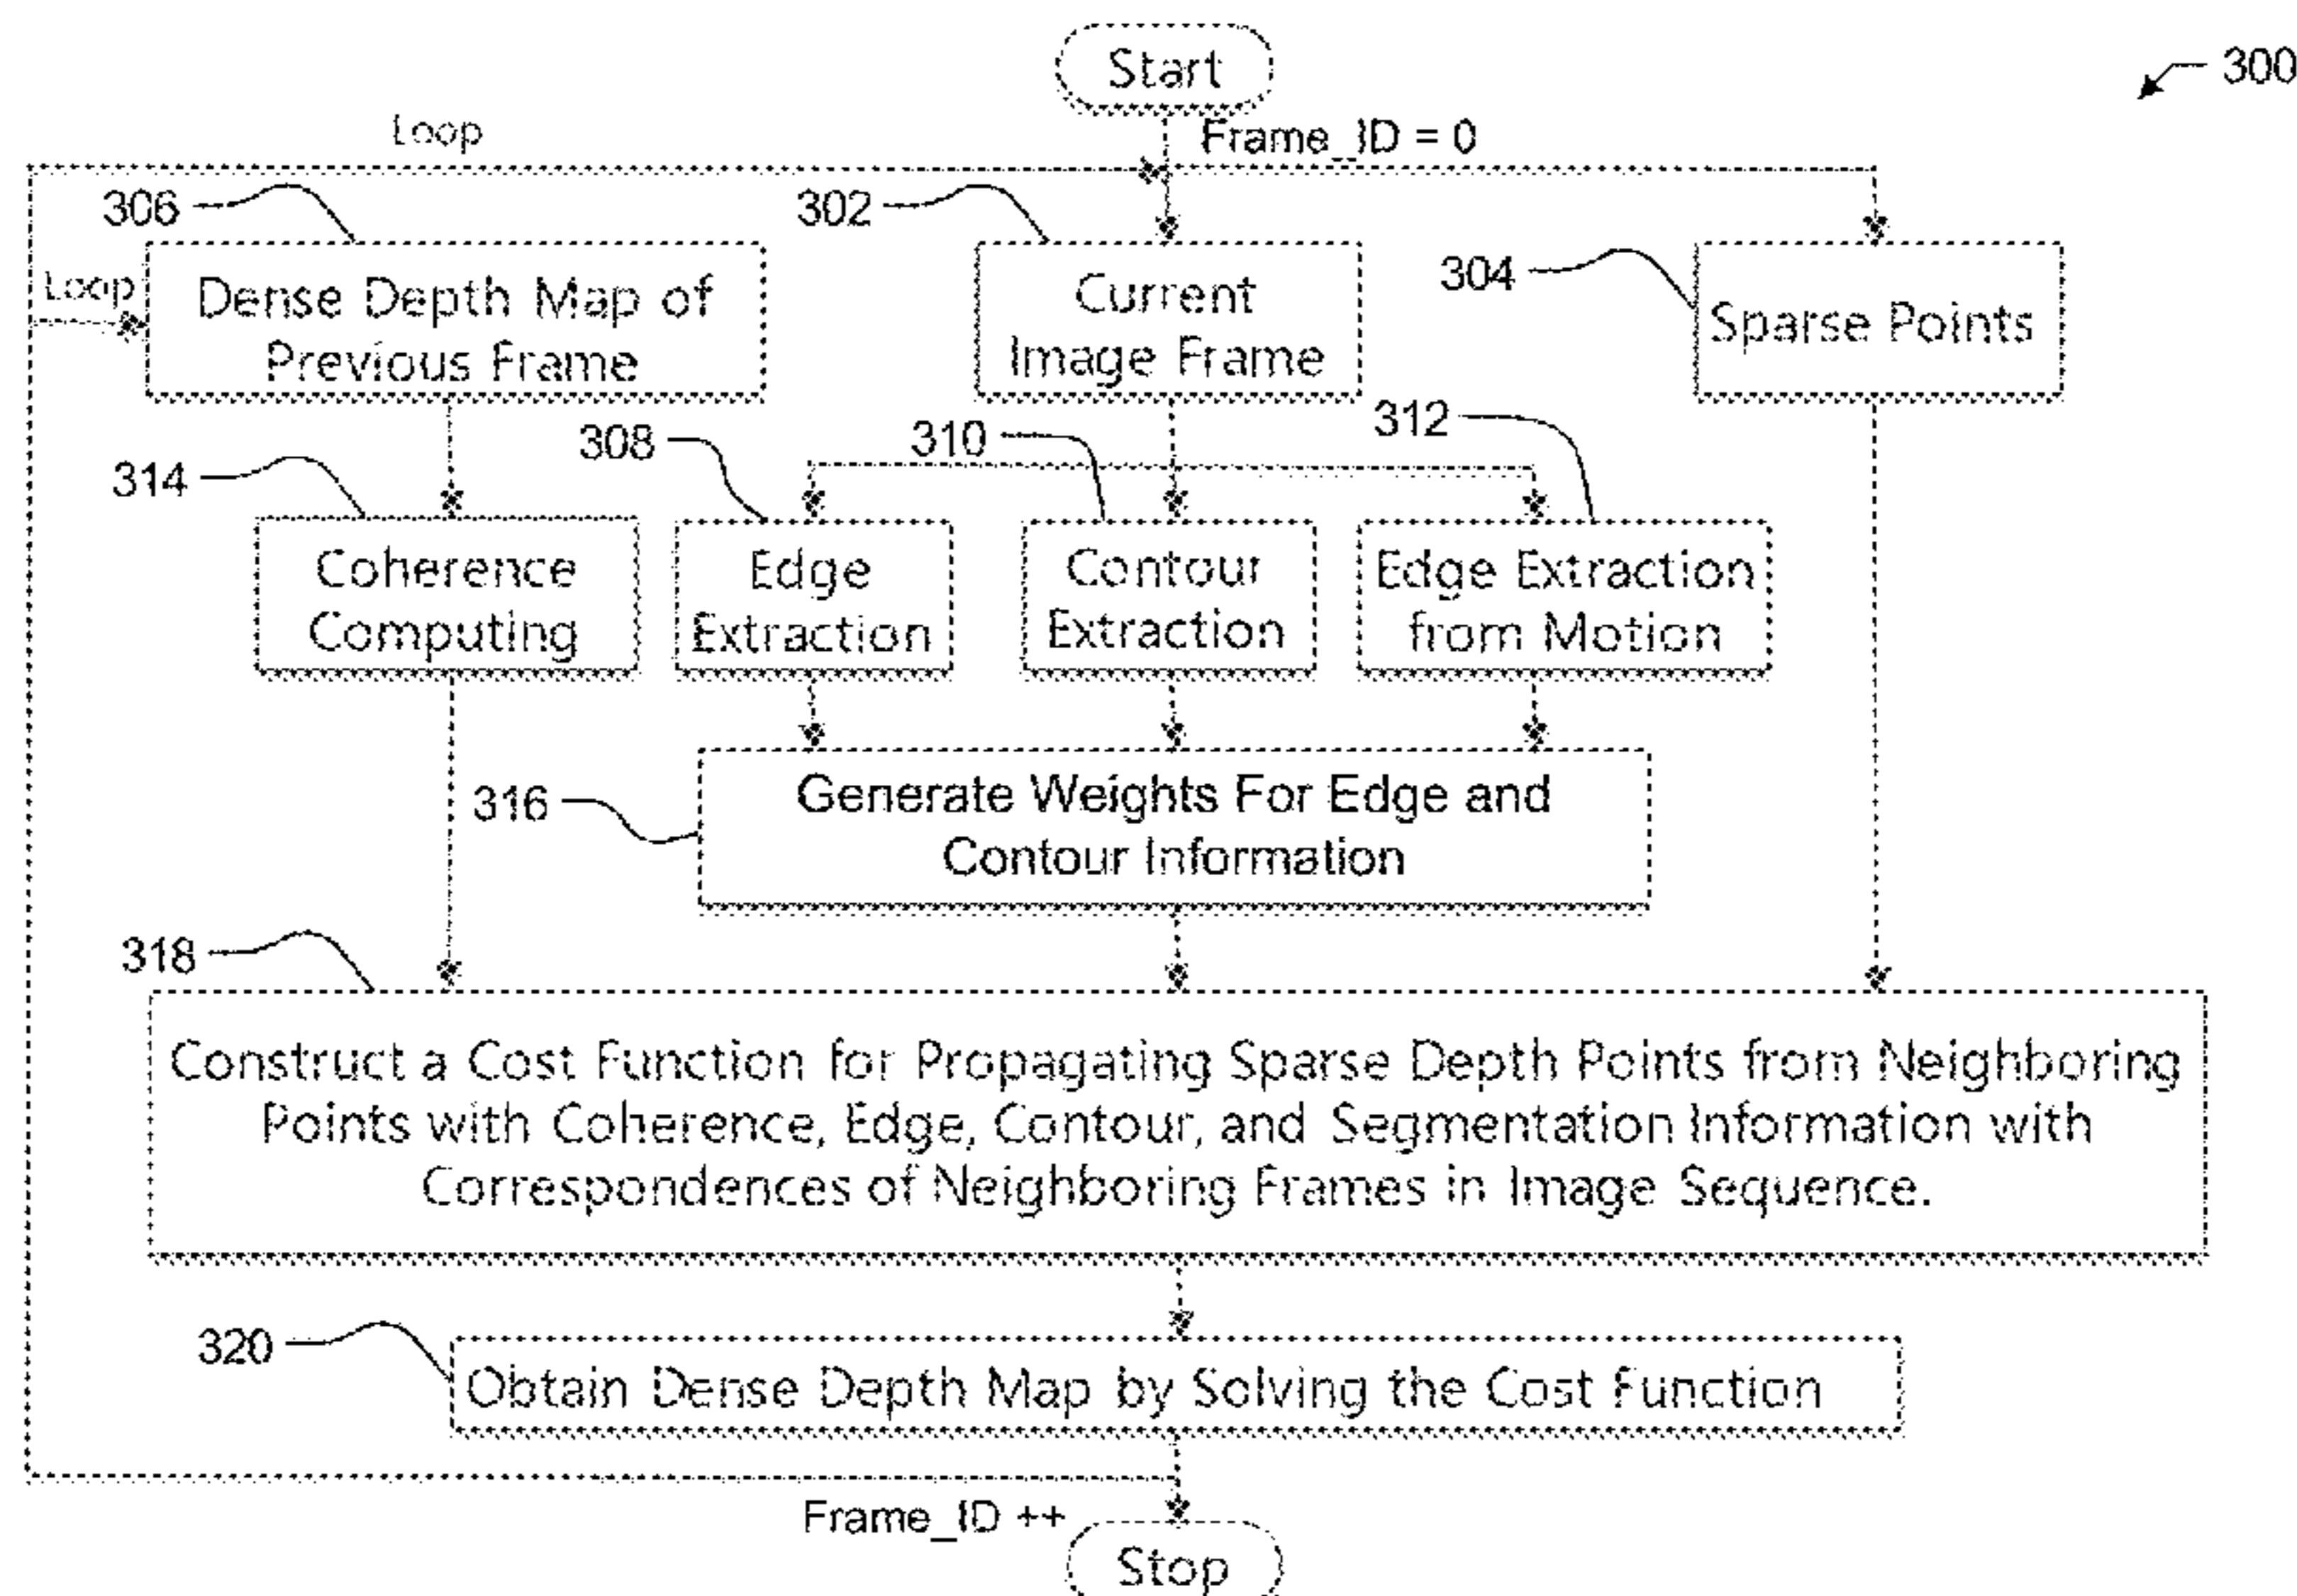 Start
300
Loop
Frame_ID = 0
306
302
304
Loop
Dense Depth Map of
Previous Frame
Current
Image Frame
Sparse Points
308
310
312
314
Coherence
Computing
Edge
Extraction
Contour
Extraction
Edge Extraction
from Motion
316
Generate Weights For Edge and
Contour Information
318
Construct a Cost Function for Propagating Sparse Depth Points from Neighboring
Points with Coherence, Edge, Contour, and Segmentation Information with
Correspondences of Neighboring Frames in Image Sequence.
320
Obtain Dense Depth Map by Solving the Cost Function
Frame_ID ++
Stop